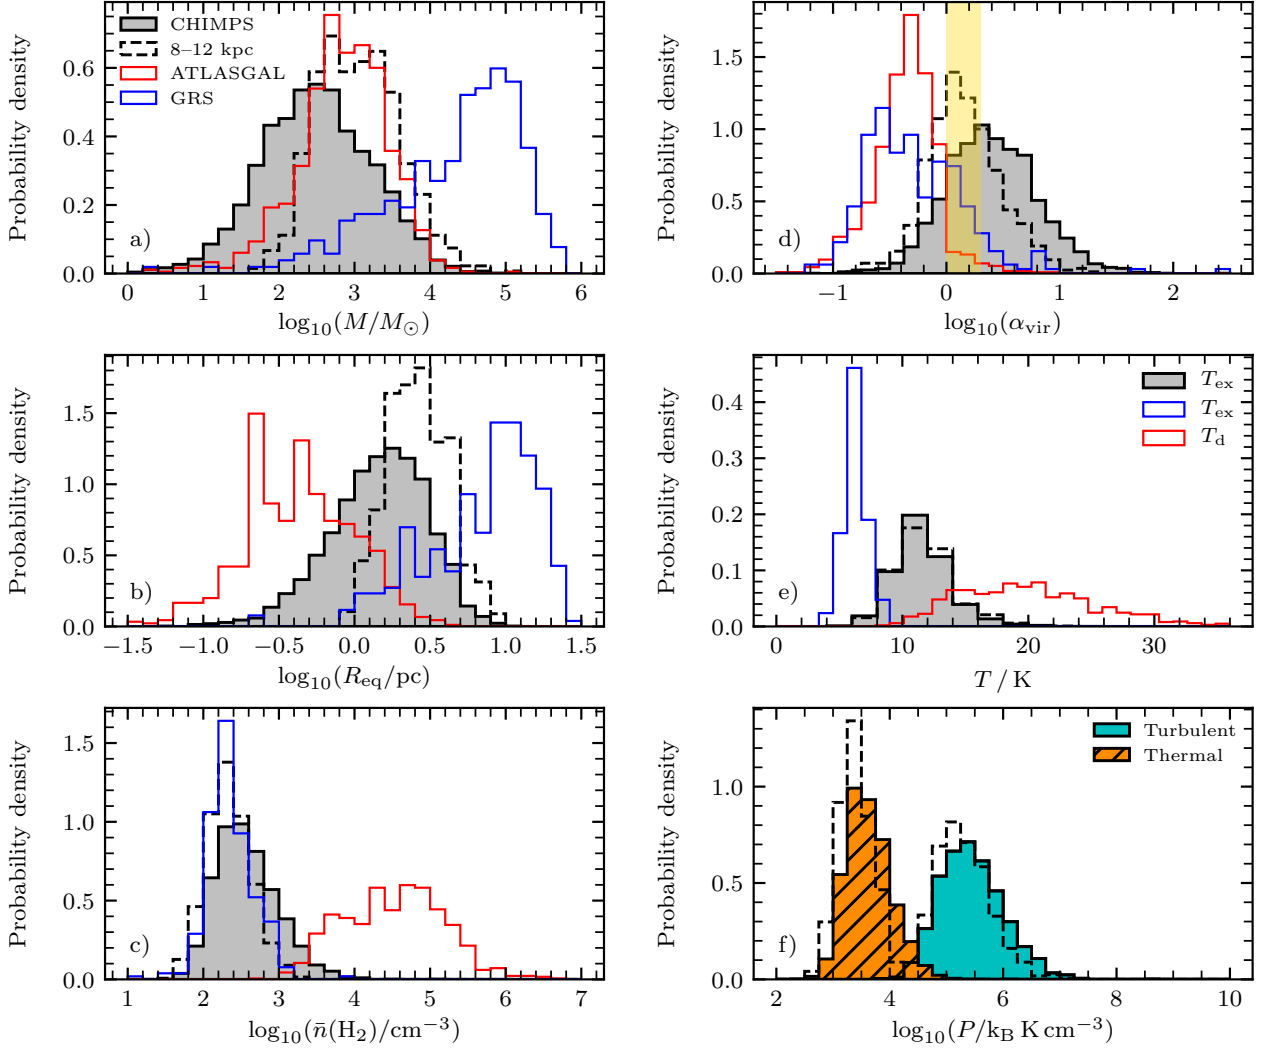 CHIMPS
8–12 kpc
ATLASGAL
GRS
Probability density
0.6
0.4
0.2
0.0
a)
0 1 2 3 4 5 6
log₁₀(M/M⊙)
Probability density
1.5
1.0
0.5
0.0
d)
−1 0 1 2
log₁₀(αvir)
Probability density
1.5
1.0
0.5
0.0
b)
−1.5 −1.0 −0.5 0.0 0.5 1.0 1.5
log₁₀(Req/pc)
Tex
Tex
Td
Probability density
0.4
0.2
0.0
e)
0 10 20 30
T / K
Probability density
1.5
1.0
0.5
0.0
c)
1 2 3 4 5 6 7
log₁₀(n̄(H₂)/cm⁻³)
Turbulent
Thermal
Probability density
1.0
0.5
0.0
f)
2 4 6 8 10
log₁₀(P/kB K cm⁻³)